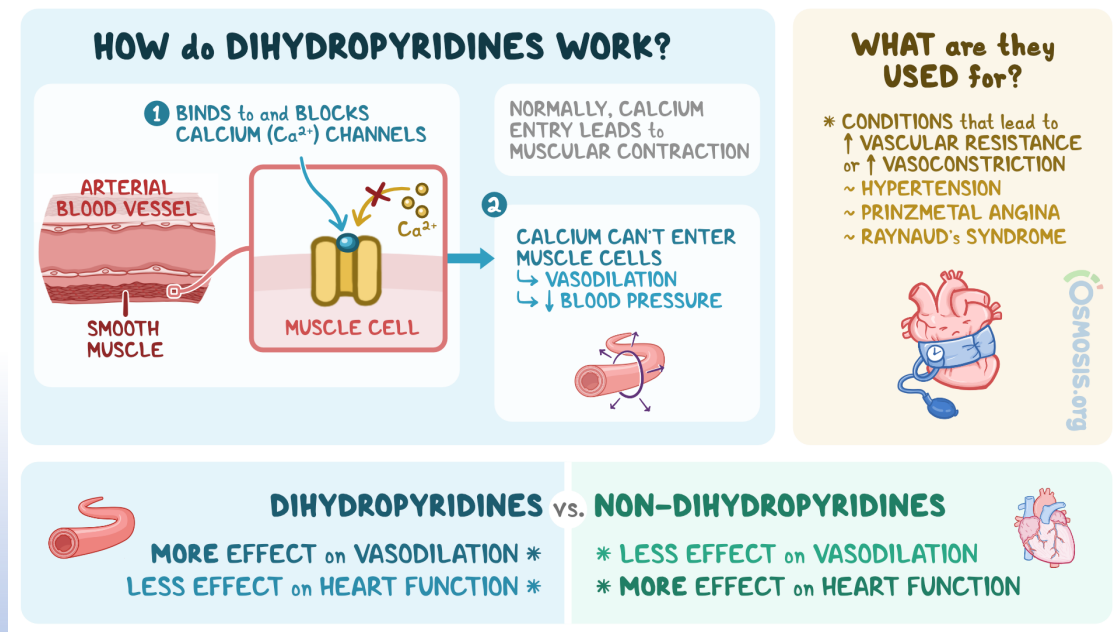 HOW do DIHYDROPYRIDINES WORK?
1 BINDS to and BLOCKS
CALCIUM (Ca²⁺) CHANNELS
ARTERIAL
BLOOD VESSEL
SMOOTH
MUSCLE
Ca²⁺
MUSCLE CELL
NORMALLY, CALCIUM
ENTRY LEADS to
MUSCULAR CONTRACTION
2
CALCIUM CAN'T ENTER
MUSCLE CELLS
↳ VASODILATION
↳ ↓ BLOOD PRESSURE
WHAT are they
USED for?
* CONDITIONS that lead to
↑ VASCULAR RESISTANCE
or ↑ VASOCONSTRICTION
~ HYPERTENSION
~ PRINZMETAL ANGINA
~ RAYNAUD's SYNDROME
OSMOSIS.org
DIHYDROPYRIDINES vs. NON-DIHYDROPYRIDINES
MORE EFFECT on VASODILATION *
LESS EFFECT on HEART FUNCTION *
* LESS EFFECT on VASODILATION
* MORE EFFECT on HEART FUNCTION